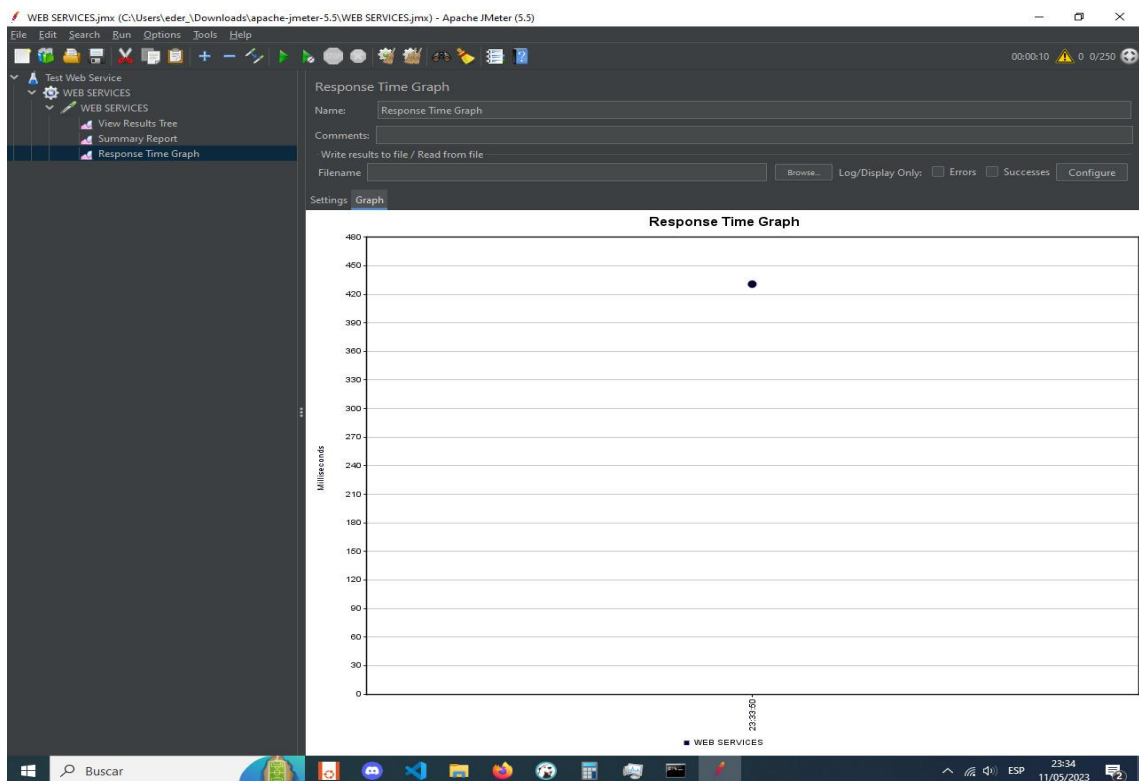 WEB SERVICES.jmx (C:\Users\eder_\Downloads\apache-jmeter-5.5\WEB SERVICES.jmx) - Apache JMeter (5.5)
File Edit Search Run Options Tools Help
00:00:10 0 0/250
Test Web Service
WEB SERVICES
WEB SERVICES
View Results Tree
Summary Report
Response Time Graph
Response Time Graph
Name: Response Time Graph
Comments:
Write results to file / Read from file
Filename Browse... Log/Display Only: Errors Successes Configure
Settings Graph
Response Time Graph
480
450
420
390
360
330
300
270
240
210
180
150
120
90
60
30
0
Milliseconds
23:33:50
WEB SERVICES
Buscar
ESP
23:34
11/05/2023
2